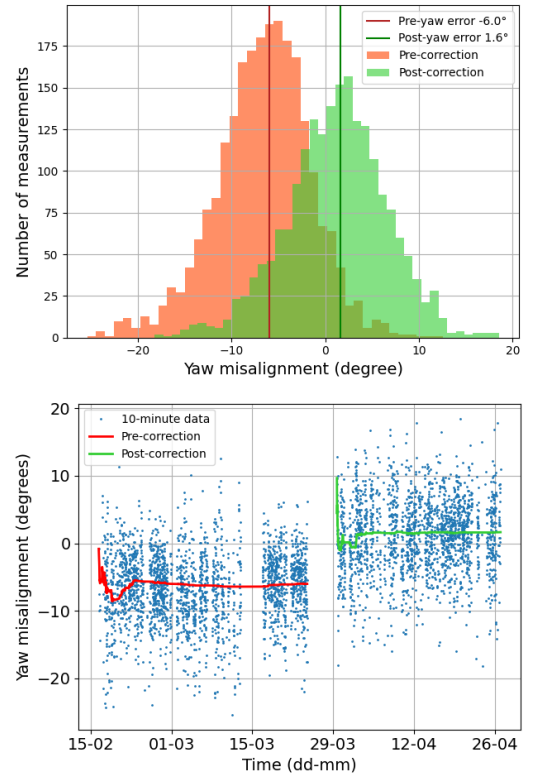 Pre-yaw error -6.0°
Post-yaw error 1.6°
Pre-correction
Post-correction
Number of measurements
175
150
125
100
75
50
25
0
−20
−10
0
10
20
Yaw misalignment (degree)
10-minute data
Pre-correction
Post-correction
Yaw misalignment (degrees)
20
10
0
−10
−20
15-02
01-03
15-03
29-03
12-04
26-04
Time (dd-mm)